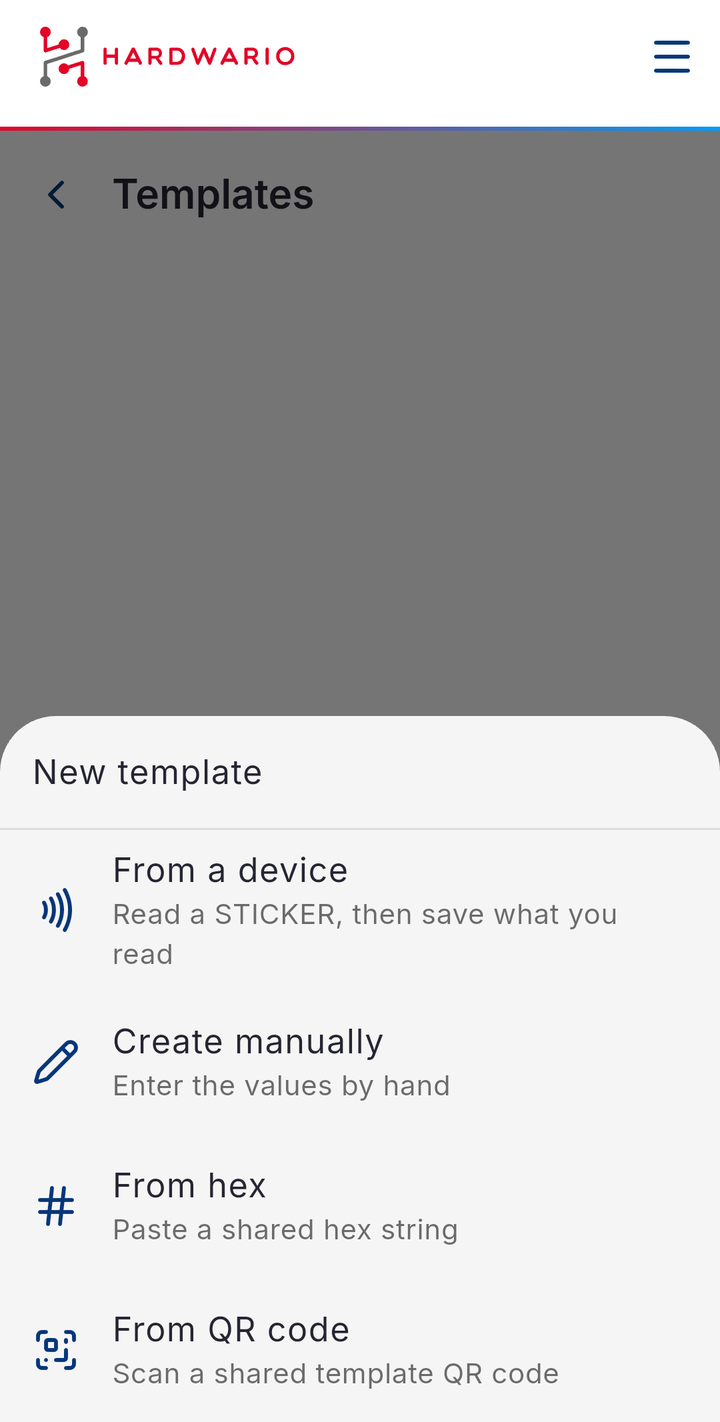 HARDWARIO
Templates
New template
From a device
Read a STICKER, then save what you
read
Create manually
Enter the values by hand
From hex
Paste a shared hex string
From QR code
Scan a shared template QR code